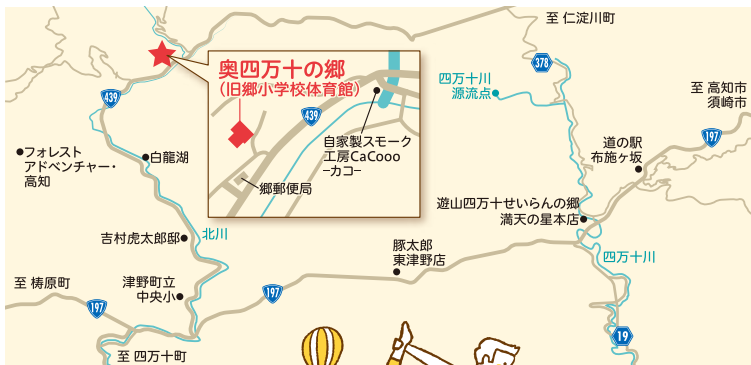 至 仁淀川町
378
奥四万十の郷
（旧郷小学校体育館）
439
自家製スモーク
工房CaCooo
−カコ−
郷郵便局
439
四万十川
源流点
至 高知市
須崎市
197
道の駅
布施ヶ坂
フォレスト
アドベンチャー・
高知
白龍湖
遊山四万十せいらんの郷
満天の星本店
吉村虎太郎邸
北川
豚太郎
東津野店
四万十川
至 梼原町
197
津野町立
中央小
197
19
至 四万十町